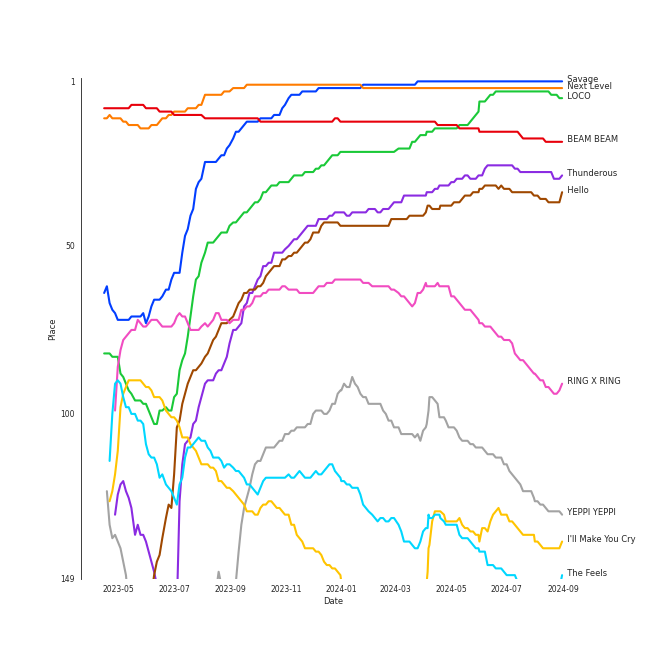 1
50
100
149
Place
2023-05
2023-07
2023-09
2023-11
2024-01
2024-03
2024-05
2024-07
2024-09
Date
Savage
Next Level
LOCO
BEAM BEAM
Thunderous
Hello
RING X RING
YEPPI YEPPI
I'll Make You Cry
The Feels